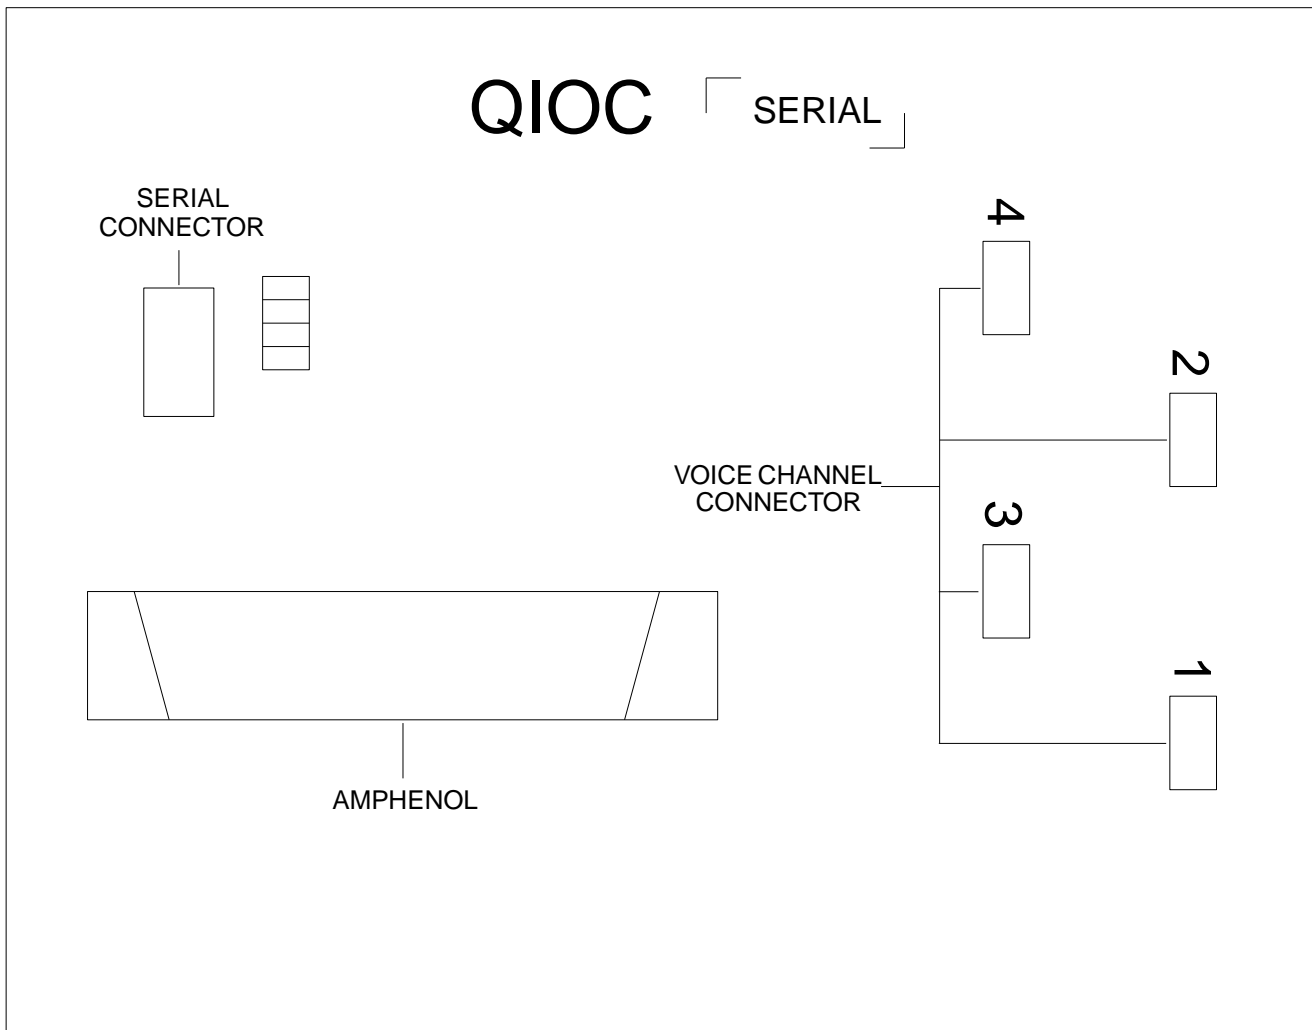 QIOC
SERIAL
SERIAL
CONNECTOR
4
2
VOICE CHANNEL
CONNECTOR
3
1
AMPHENOL